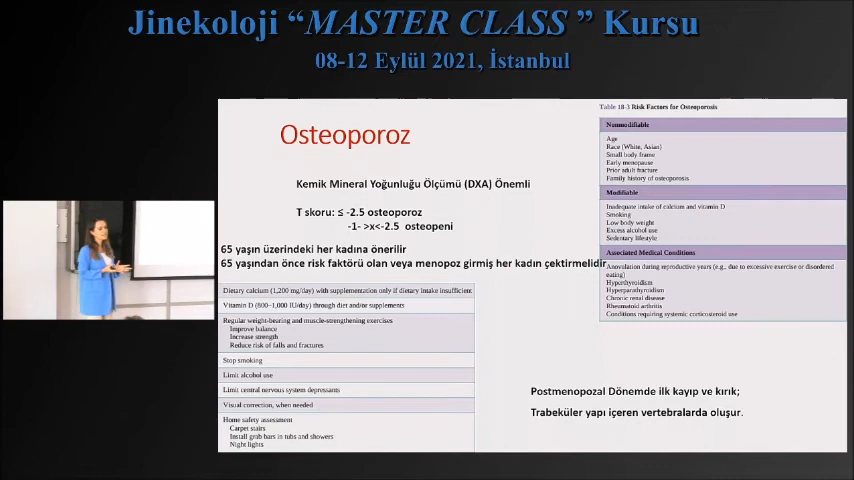 Jinekoloji “MASTER CLASS ” Kursu
08-12 Eylül 2021, İstanbul
Osteoporoz
Kemik Mineral Yoğunluğu Ölçümü (DXA) Önemli
T skoru: ≤ -2.5 osteoporoz
-1- >x<-2.5 osteopeni
65 yaşın üzerindeki her kadına önerilir
65 yaşından önce risk faktörü olan veya menopoz girmiş her kadın çektirmelidir
Dietary calcium (1,200 mg/day) with supplementation only if dietary intake insufficient
Vitamin D (800–1,000 IU/day) through diet and/or supplements
Regular weight-bearing and muscle-strengthening exercises
Improve balance
Increase strength
Reduce risk of falls and fractures
Stop smoking
Limit alcohol use
Limit central nervous system depressants
Visual correction, when needed
Home safety assessment
Carpet stairs
Install grab bars in tubs and showers
Night lights
Table 18-3 Risk Factors for Osteoporosis
Nonmodifiable
Age
Race (White, Asian)
Small body frame
Early menopause
Prior adult fracture
Family history of osteoporosis
Modifiable
Inadequate intake of calcium and vitamin D
Smoking
Low body weight
Excess alcohol use
Sedentary lifestyle
Associated Medical Conditions
Anovulation during reproductive years (e.g., due to excessive exercise or disordered
eating)
Hyperthyroidism
Hyperparathyroidism
Chronic renal disease
Rheumatoid arthritis
Conditions requiring systemic corticosteroid use
Postmenopozal Dönemde ilk kayıp ve kırık;
Trabeküler yapı içeren vertebralarda oluşur.